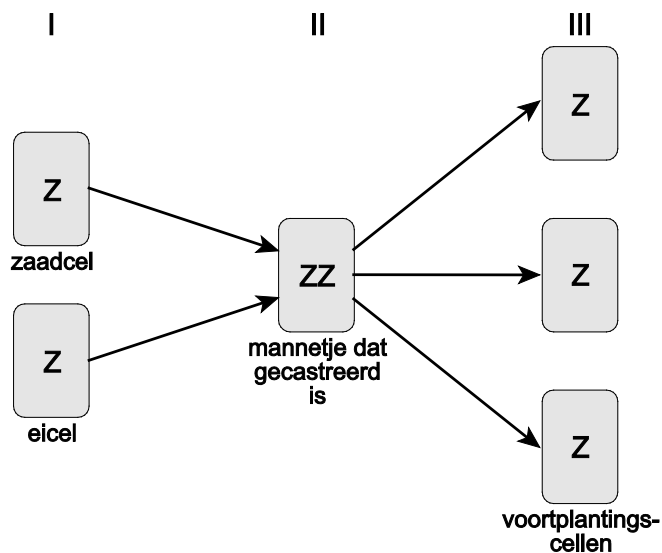 I II III
z
z
zaadcel
z
eicel
zz
mannetje dat
gecastreerd
is
z
z
voortplantings-
cellen